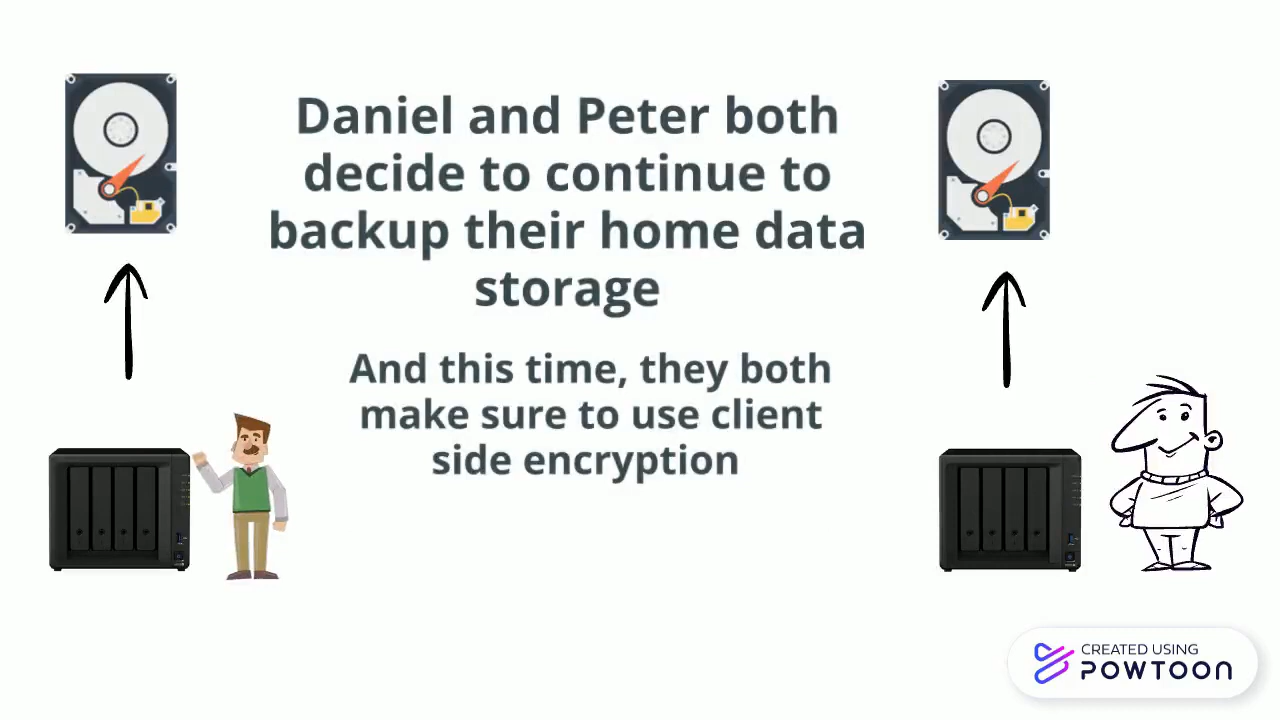 Daniel and Peter both
decide to continue to
backup their home data
storage
And this time, they both
make sure to use client
side encryption
CREATED USING
POWTOON